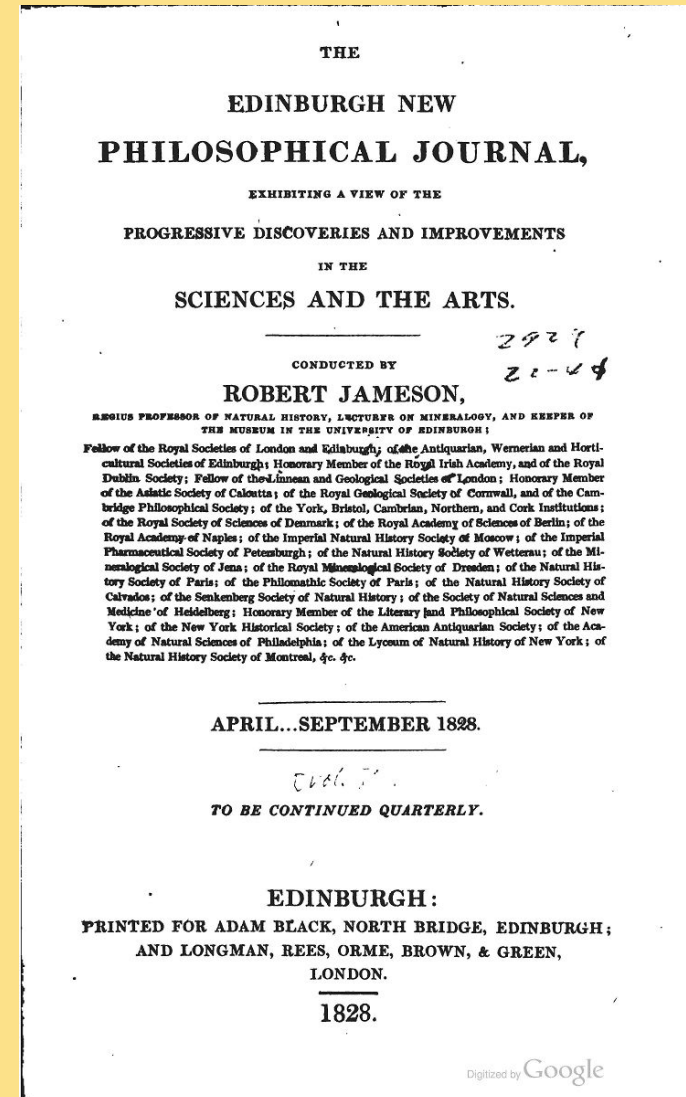 THE
EDINBURGH NEW
PHILOSOPHICAL JOURNAL,
EXHIBITING A VIEW OF THE
PROGRESSIVE DISCOVERIES AND IMPROVEMENTS
IN THE
SCIENCES AND THE ARTS.
CONDUCTED BY
ROBERT JAMESON,
REGIUS PROFESSOR OF NATURAL HISTORY, LECTURER ON MINERALOGY, AND KEEPER OF
THE MUSEUM IN THE UNIVERSITY OF EDINBURGH;
Fellow of the Royal Societies of London and Edinburgh; of the Antiquarian, Wernerian and Horti-
cultural Societies of Edinburgh; Honorary Member of the Royal Irish Academy, and of the Royal
Dublin Society; Fellow of the Linnean and Geological Societies of London; Honorary Member
of the Asiatic Society of Calcutta; of the Royal Geological Society of Cornwall, and of the Cam-
bridge Philosophical Society; of the York, Bristol, Cambrian, Northern, and Cork Institutions;
of the Royal Society of Sciences of Denmark; of the Royal Academy of Sciences of Berlin; of the
Royal Academy of Naples; of the Imperial Natural History Society of Moscow; of the Imperial
Pharmaceutical Society of Petersburgh; of the Natural History Society of Wetterau; of the Mi-
neralogical Society of Jena; of the Royal Mineralogical Society of Dresden; of the Natural His-
tory Society of Paris; of the Philomathic Society of Paris; of the Natural History Society of
Calvados; of the Senkenberg Society of Natural History; of the Society of Natural Sciences and
Medicine of Heidelberg; Honorary Member of the Literary and Philosophical Society of New
York; of the New York Historical Society; of the American Antiquarian Society; of the Aca-
demy of Natural Sciences of Philadelphia; of the Lyceum of Natural History of New York; of
the Natural History Society of Montreal, &c. &c.
APRIL...SEPTEMBER 1828.
TO BE CONTINUED QUARTERLY.
EDINBURGH:
PRINTED FOR ADAM BLACK, NORTH BRIDGE, EDINBURGH;
AND LONGMAN, REES, ORME, BROWN, & GREEN,
LONDON.
1828.
Digitized by Google